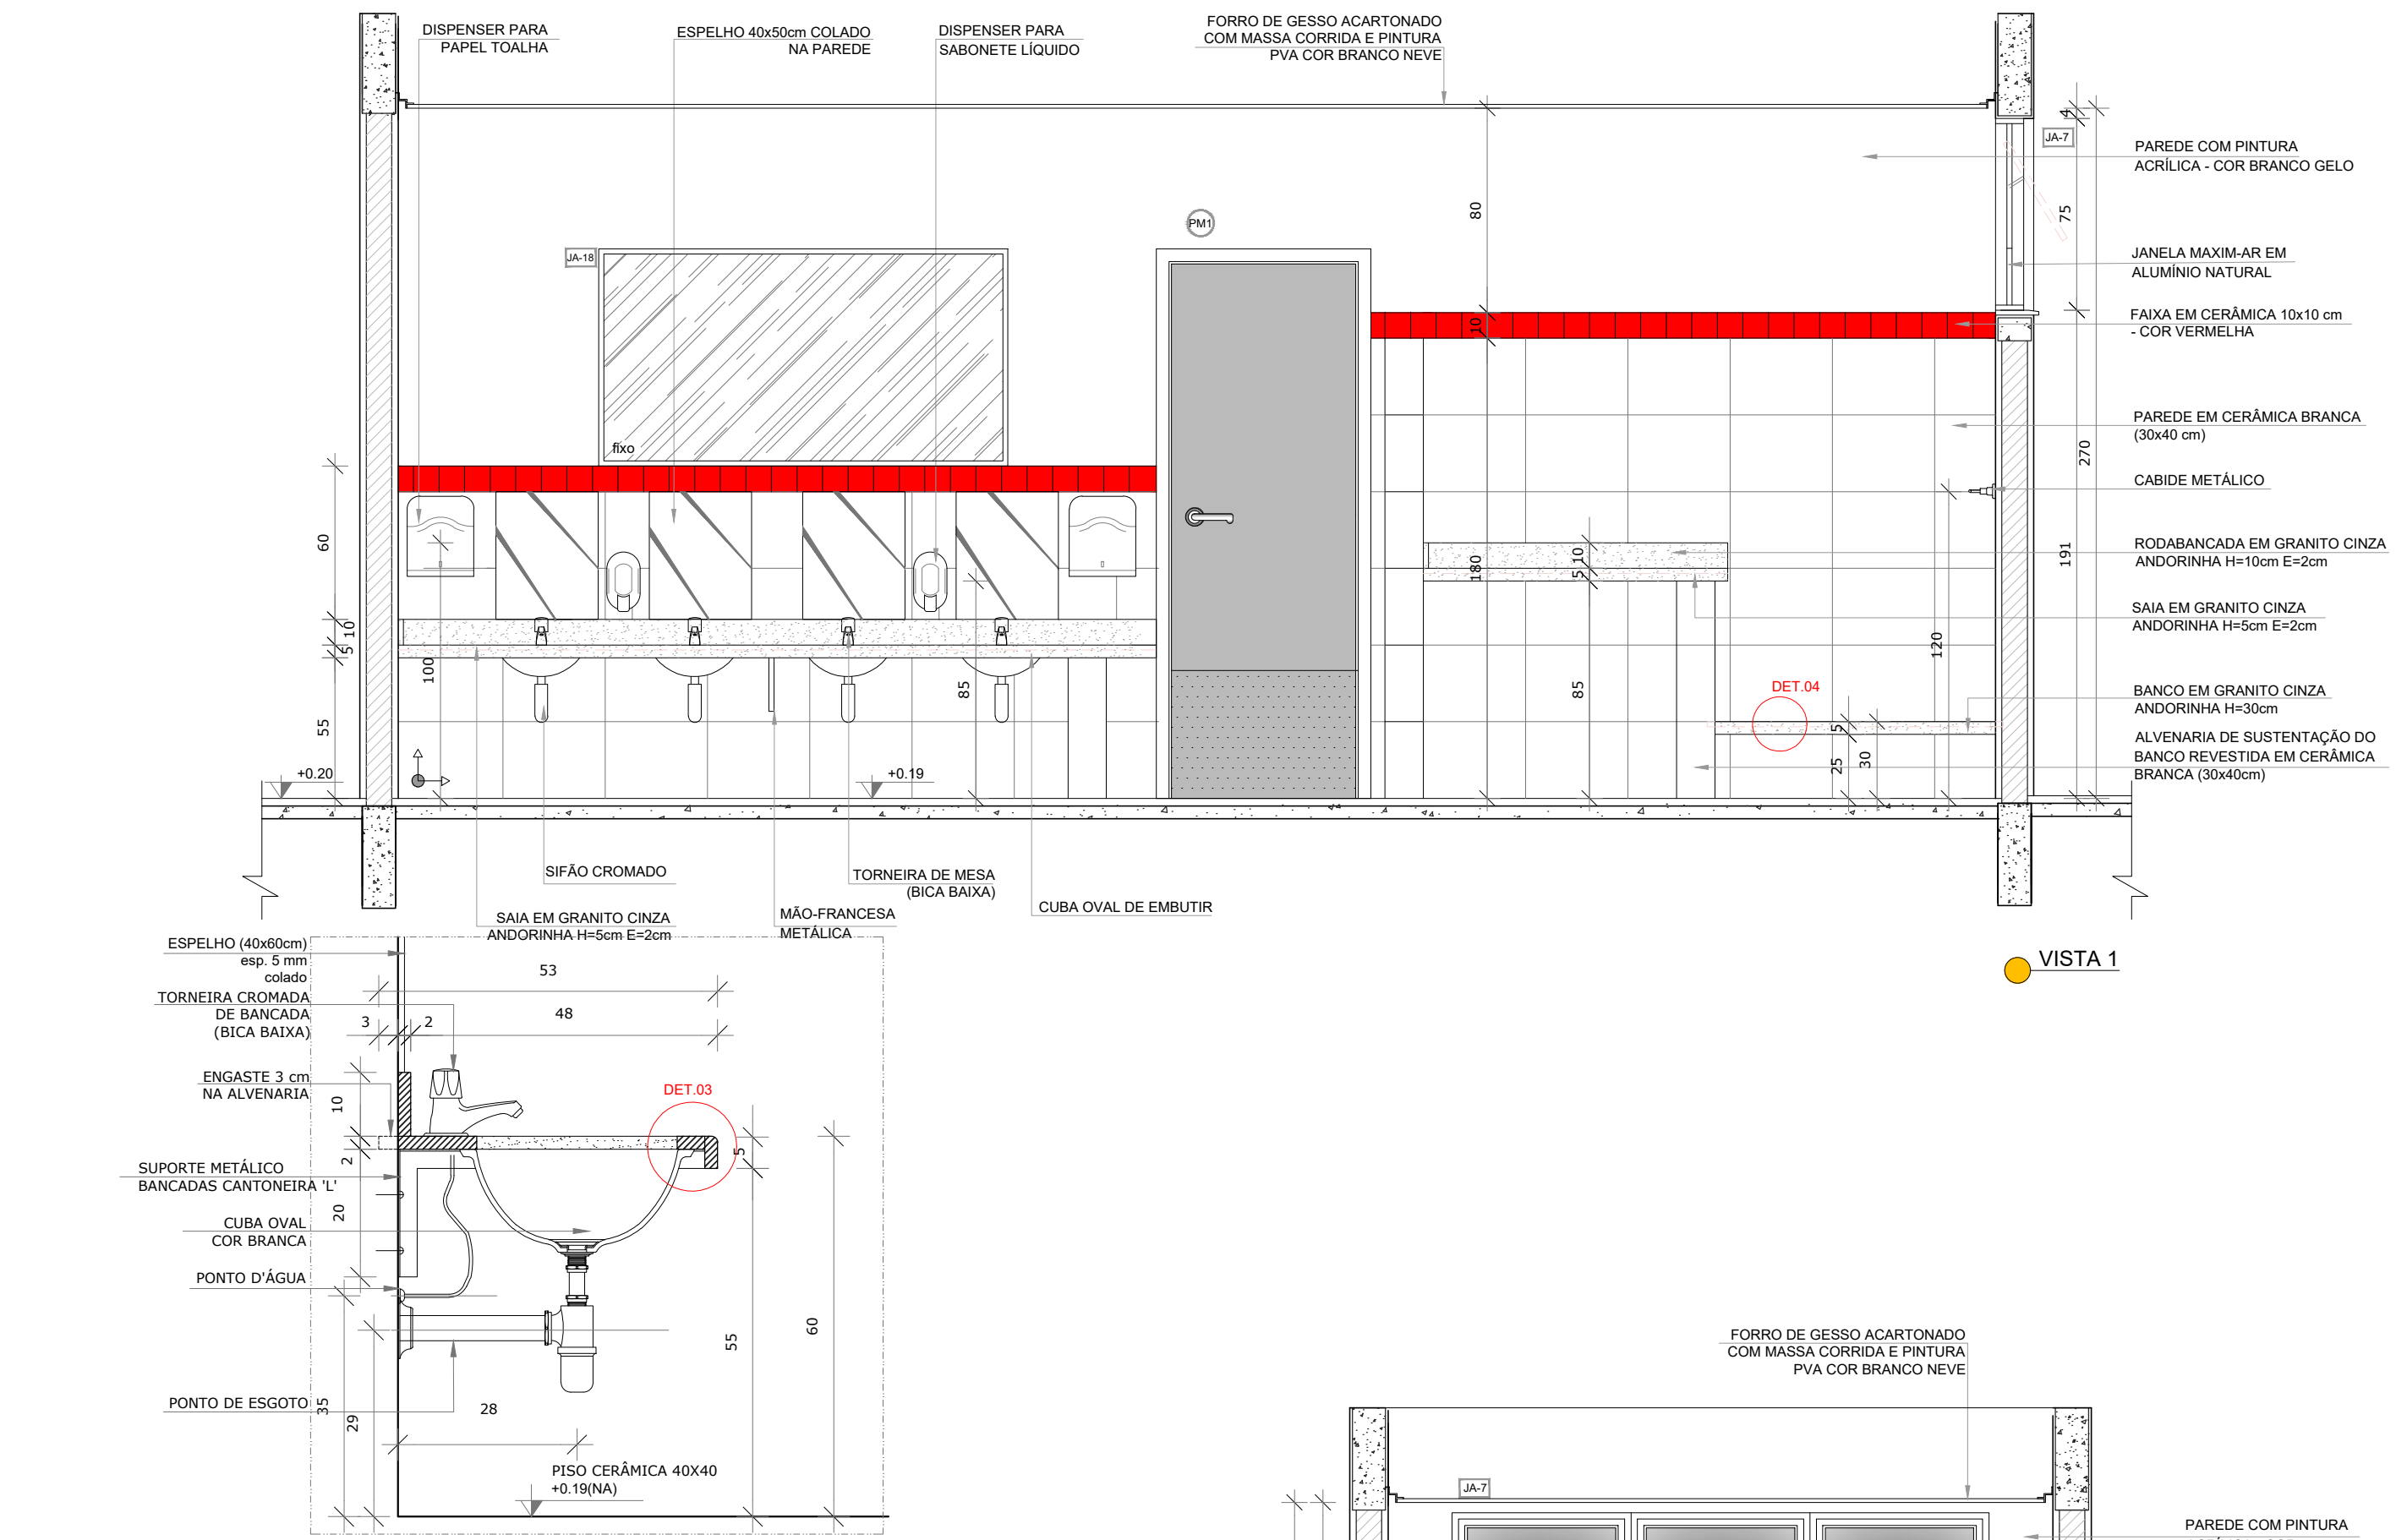 DISPENSER PARA
PAPEL TOALHA
ESPELHO 40x50cm COLADO
NA PAREDE
DISPENSER PARA
SABONETE LÍQUIDO
FORRO DE GESSO ACARTONADO
COM MASSA CORRIDA E PINTURA
PVA COR BRANCO NEVE
4
JA-7
PAREDE COM PINTURA
ACRÍLICA - COR BRANCO GELO
80
75
PM1
JA-18
JANELA MAXIM-AR EM
ALUMÍNIO NATURAL
10
FAIXA EM CERÂMICA 10x10 cm
- COR VERMELHA
fixo
PAREDE EM CERÂMICA BRANCA
(30x40 cm)
270
CABIDE METÁLICO
60
191
RODABANCADA EM GRANITO CINZA
ANDORINHA H=10cm E=2cm
10
5
180
SAIA EM GRANITO CINZA
ANDORINHA H=5cm E=2cm
10
5
120
100
85
85
DET.04
BANCO EM GRANITO CINZA
ANDORINHA H=30cm
55
5
25
30
ALVENARIA DE SUSTENTAÇÃO DO
BANCO REVESTIDA EM CERÂMICA
BRANCA (30x40cm)
+0.20
+0.19
SIFÃO CROMADO
TORNEIRA DE MESA
(BICA BAIXA)
SAIA EM GRANITO CINZA
ANDORINHA H=5cm E=2cm
MÃO-FRANCESA
METÁLICA
CUBA OVAL DE EMBUTIR
VISTA 1
ESPELHO (40x60cm)
esp. 5 mm
colado
53
TORNEIRA CROMADA
DE BANCADA
(BICA BAIXA)
3
2
48
ENGASTE 3 cm
NA ALVENARIA
10
DET.03
2
5
SUPORTE METÁLICO
BANCADAS CANTONEIRA 'L'
20
CUBA OVAL
COR BRANCA
PONTO D'ÁGUA
55
60
PONTO DE ESGOTO
35
29
28
PISO CERÂMICA 40X40
+0.19(NA)
FORRO DE GESSO ACARTONADO
COM MASSA CORRIDA E PINTURA
PVA COR BRANCO NEVE
JA-7
PAREDE COM PINTURA